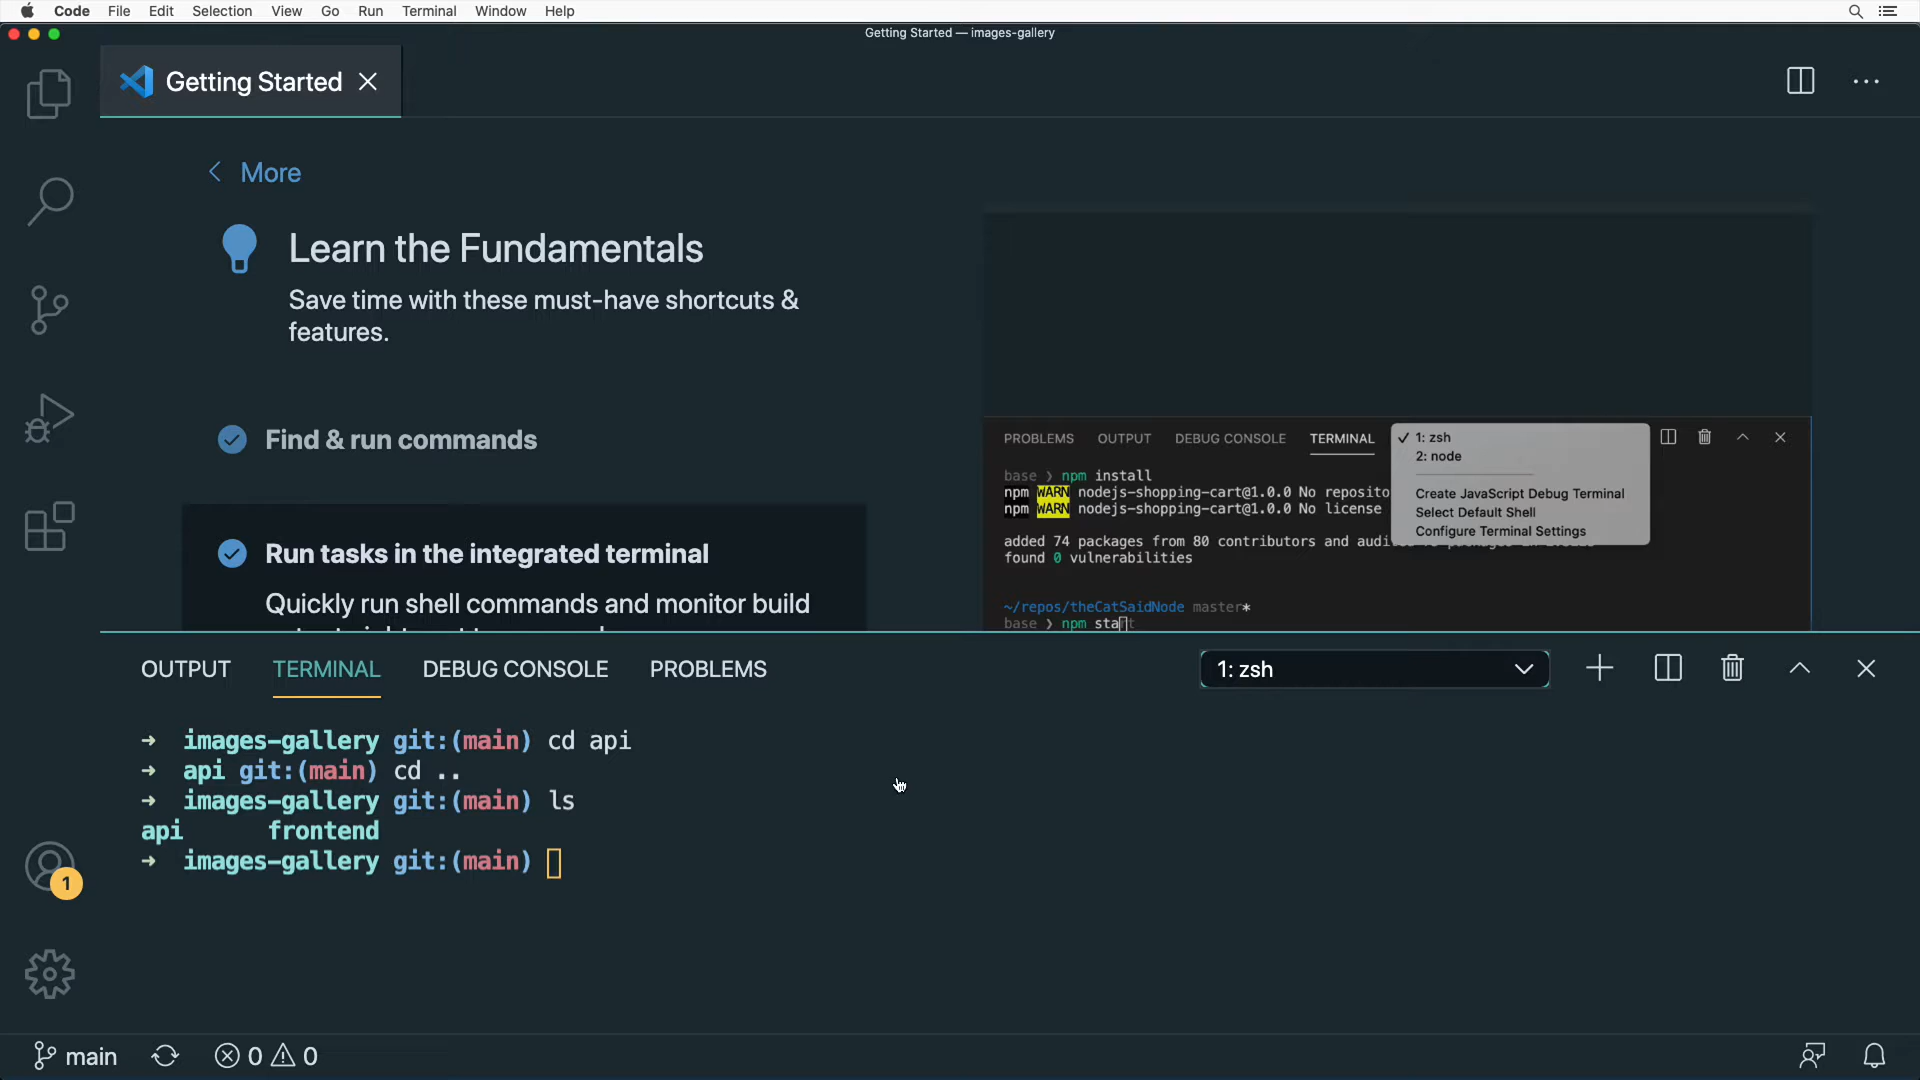 Code File Edit Selection View Go Run Terminal Window Help
Getting Started — images-gallery
Getting Started
More
Learn the Fundamentals
Save time with these must-have shortcuts &
features.
Find & run commands
Run tasks in the integrated terminal
Quickly run shell commands and monitor build
PROBLEMS OUTPUT DEBUG CONSOLE TERMINAL
✓ 1: zsh
2: node
Create JavaScript Debug Terminal
Select Default Shell
Configure Terminal Settings
base ❯ npm install
npm WARN nodejs-shopping-cart@1.0.0 No reposito
npm WARN nodejs-shopping-cart@1.0.0 No license
added 74 packages from 80 contributors and
found 0 vulnerabilities
~/repos/theCatSaidNode master*
base ❯ npm start
OUTPUT TERMINAL DEBUG CONSOLE PROBLEMS
1: zsh
➜ images-gallery git:(main) cd api
➜ api git:(main) cd ..
➜ images-gallery git:(main) ls
api frontend
➜ images-gallery git:(main)
1
main 0 0